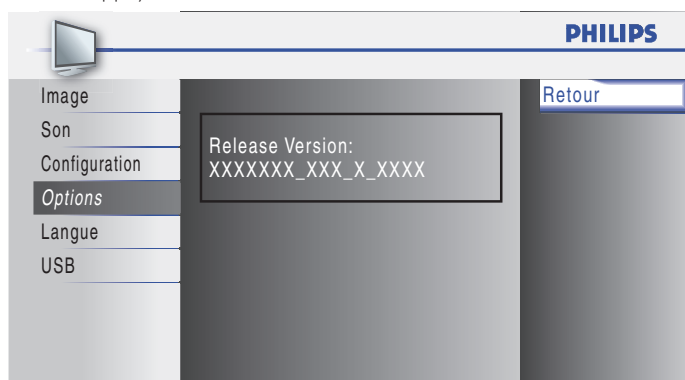 PHILIPS
Image
Son
Configuration
Options
Langue
USB
Release Version:
XXXXXXX_XXX_X_XXXX
Retour